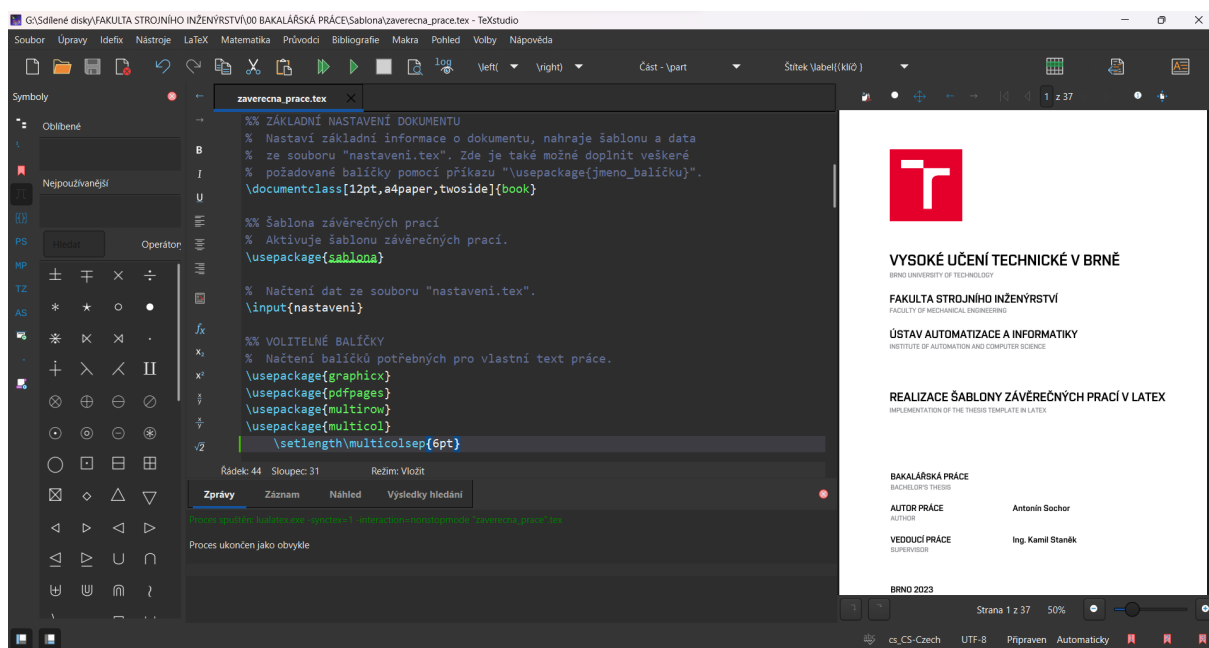 G:\Sdílené disky\FAKULTA STROJNÍHO INŽENÝRSTVÍ\00 BAKALÁŘSKÁ PRÁCE\Sablona\zaverecna_prace.tex - TeXstudio
Soubor Úpravy Idefix Nástroje LaTeX Matematika Průvodci Bibliografie Makra Pohled Volby Nápověda
log \left( \right) Část - \part Štítek \label{(klíč) }
Symboly
zaverecna_prace.tex
1 z 37
Oblíbené
Nejpoužívanější
PS
MP
TZ
AS
Hledat Operátory
B
I
U
%% ZÁKLADNÍ NASTAVENÍ DOKUMENTU
% Nastaví základní informace o dokumentu, nahraje šablonu a data
% ze souboru "nastaveni.tex". Zde je také možné doplnit veškeré
% požadované balíčky pomocí příkazu "\usepackage{jmeno_balíčku}".
\documentclass[12pt,a4paper,twoside]{book}
%% Šablona závěrečných prací
% Aktivuje šablonu závěrečných prací.
\usepackage{sablona}
% Načtení dat ze souboru "nastaveni.tex".
\input{nastaveni}
%% VOLITELNÉ BALÍČKY
% Načtení balíčků potřebných pro vlastní text práce.
\usepackage{graphicx}
\usepackage{pdfpages}
\usepackage{multirow}
\usepackage{multicol}
\setlength\multicolsep{6pt}
Řádek: 44 Sloupec: 31 Režim: Vložit
Zprávy Záznam Náhled Výsledky hledání
Proces spuštěn: lualatex.exe -synctex=1 -interaction=nonstopmode "zaverecna_prace".tex
Proces ukončen jako obvykle
VYSOKÉ UČENÍ TECHNICKÉ V BRNĚ
BRNO UNIVERSITY OF TECHNOLOGY
FAKULTA STROJNÍHO INŽENÝRSTVÍ
FACULTY OF MECHANICAL ENGINEERING
ÚSTAV AUTOMATIZACE A INFORMATIKY
INSTITUTE OF AUTOMATION AND COMPUTER SCIENCE
REALIZACE ŠABLONY ZÁVĚREČNÝCH PRACÍ V LATEX
IMPLEMENTATION OF THE THESIS TEMPLATE IN LATEX
BAKALÁŘSKÁ PRÁCE
BACHELOR'S THESIS
AUTOR PRÁCE Antonín Sochor
AUTHOR
VEDOUCÍ PRÁCE Ing. Kamil Staněk
SUPERVISOR
BRNO 2023
Strana 1 z 37 50%
cs_CS-Czech UTF-8 Připraven Automaticky